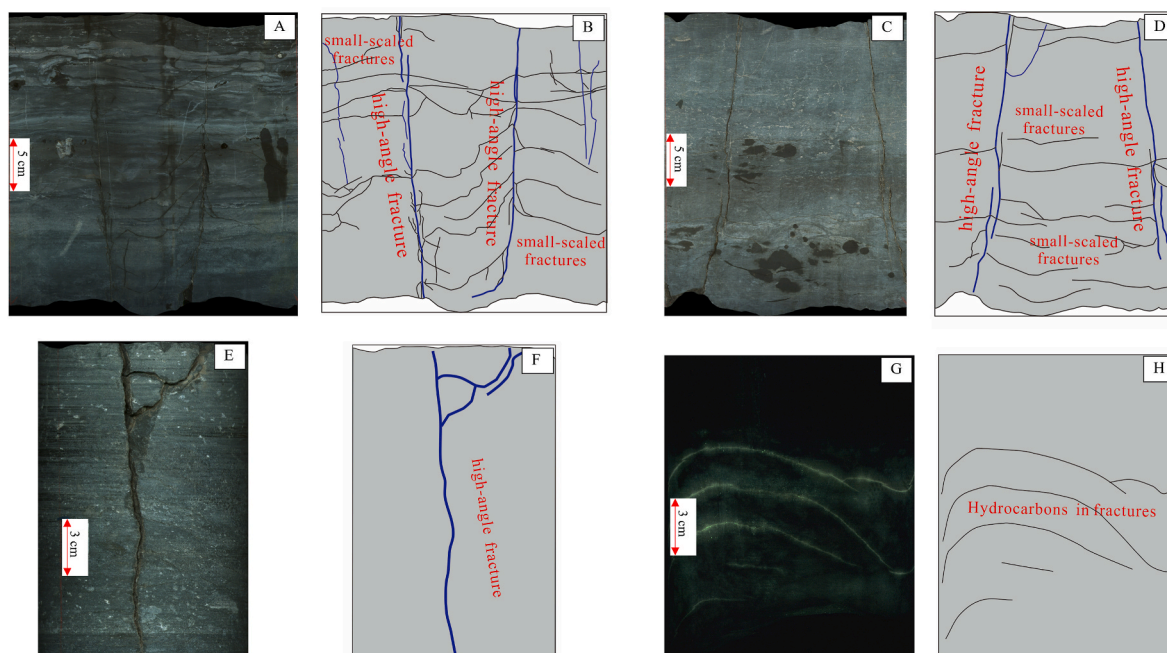 A
5 cm
B
small-scaled
fractures
high-angle fracture
high-angle fracture
small-scaled
fractures
C
5 cm
D
high-angle fracture
small-scaled
fractures
high-angle fracture
small-scaled
fractures
E
3 cm
F
high-angle fracture
G
3 cm
H
Hydrocarbons in fractures